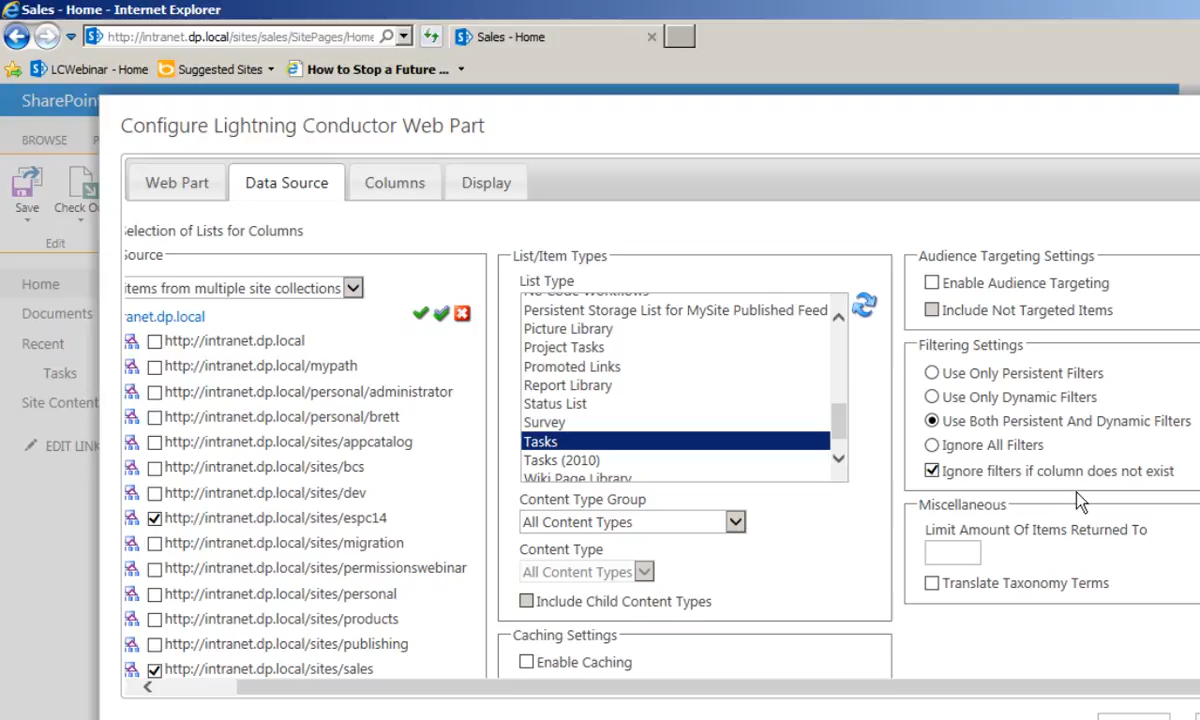 Sales - Home - Internet Explorer
http://intranet.dp.local/sites/sales/SitePages/Home
Sales - Home
LCWebinar - Home
Suggested Sites
How to Stop a Future ...
SharePoin
Configure Lightning Conductor Web Part
BROWSE
P
Web Part
Data Source
Columns
Display
Save
Check O
Edit
Selection of Lists for Columns
Source
items from multiple site collections
ranet.dp.local
http://intranet.dp.local
http://intranet.dp.local/mypath
http://intranet.dp.local/personal/administrator
http://intranet.dp.local/personal/brett
http://intranet.dp.local/sites/appcatalog
http://intranet.dp.local/sites/bcs
http://intranet.dp.local/sites/dev
http://intranet.dp.local/sites/espc14
http://intranet.dp.local/sites/migration
http://intranet.dp.local/sites/permissionswebinar
http://intranet.dp.local/sites/personal
http://intranet.dp.local/sites/products
http://intranet.dp.local/sites/publishing
http://intranet.dp.local/sites/sales
Home
Documents
Recent
Tasks
Site Content
EDIT LINK
List/Item Types
List Type
No Code Workflows
Persistent Storage List for MySite Published Feed
Picture Library
Project Tasks
Promoted Links
Report Library
Status List
Survey
Tasks
Tasks (2010)
Wiki Page Library
Content Type Group
All Content Types
Content Type
All Content Types
Include Child Content Types
Caching Settings
Enable Caching
Audience Targeting Settings
Enable Audience Targeting
Include Not Targeted Items
Filtering Settings
Use Only Persistent Filters
Use Only Dynamic Filters
Use Both Persistent And Dynamic Filters
Ignore All Filters
Ignore filters if column does not exist
Miscellaneous
Limit Amount Of Items Returned To
Translate Taxonomy Terms